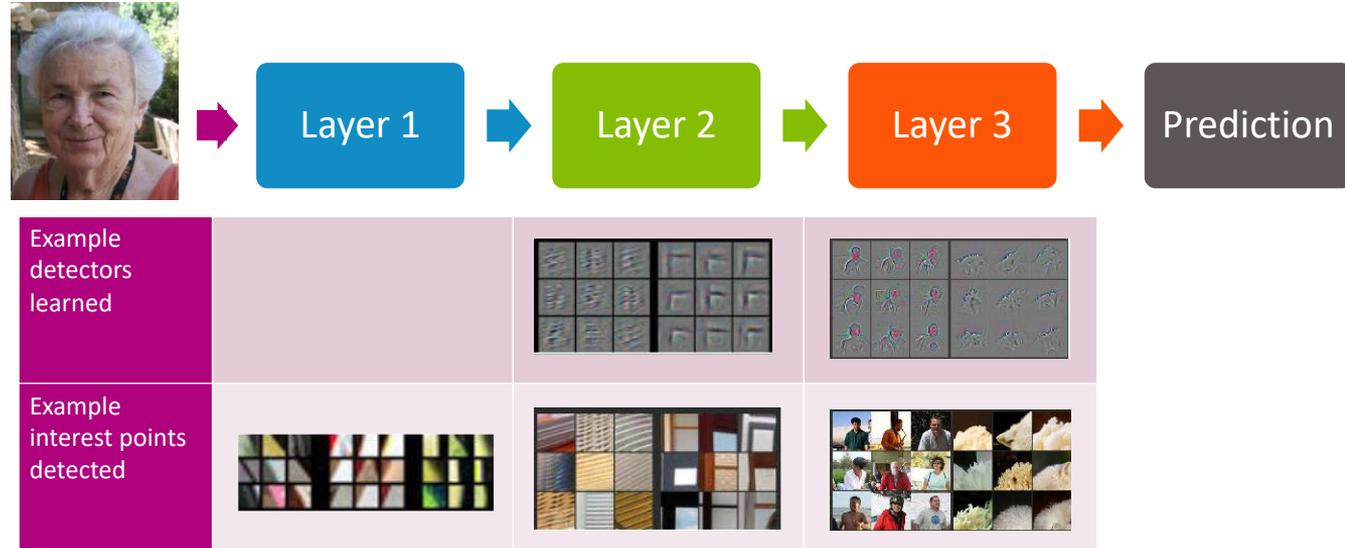 Layer 1
Layer 2
Layer 3
Prediction
Example
detectors
learned
Example
interest points
detected